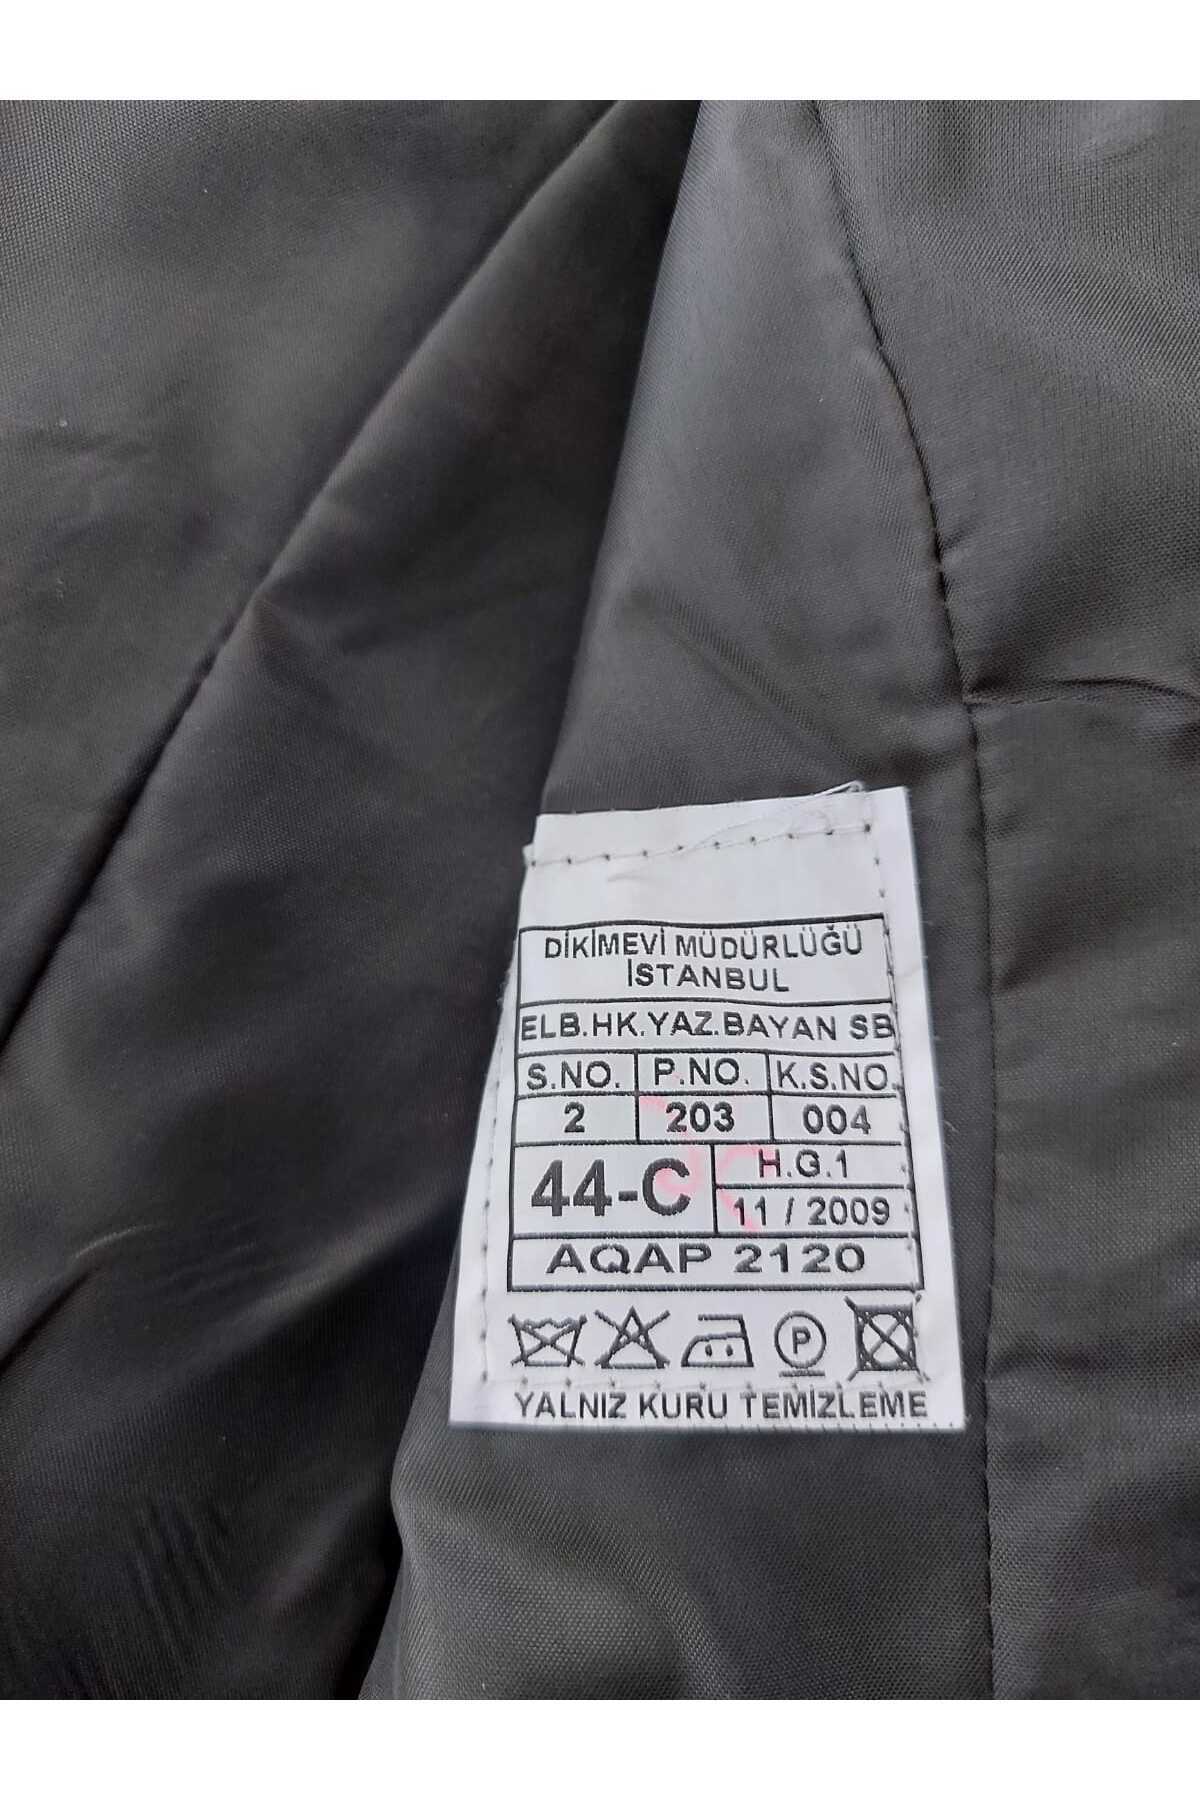 DİKİMEVİ MÜDÜRLÜĞÜ
İSTANBUL
ELB.HK.YAZ.BAYAN SB
S.NO. P.NO. K.S.NO.
2 203 004
44-C H.G.1
11 / 2009
AQAP 2120
P
YALNIZ KURU TEMİZLEME